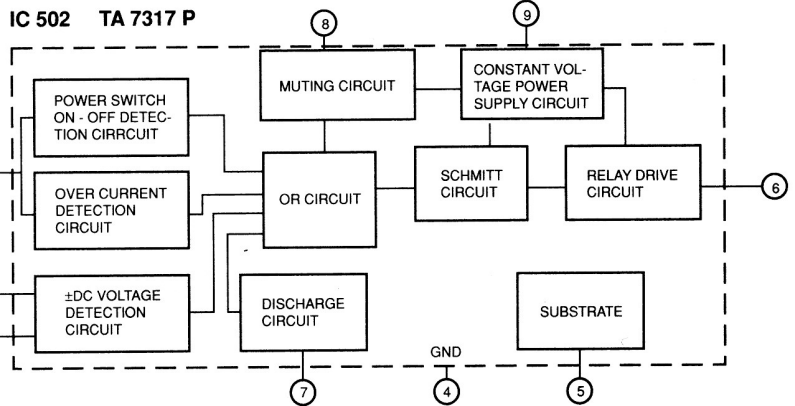 IC 502 TA 7317 P
8
9
MUTING CIRCUIT
CONSTANT VOL-
TAGE POWER
SUPPLY CIRCUIT
POWER SWITCH
ON - OFF DETEC-
TION CIRRCUIT
OVER CURRENT
DETECTION
CIRCUIT
OR CIRCUIT
SCHMITT
CIRCUIT
RELAY DRIVE
CIRCUIT
6
±DC VOLTAGE
DETECTION
CIRCUIT
DISCHARGE
CIRCUIT
SUBSTRATE
GND
7
4
5